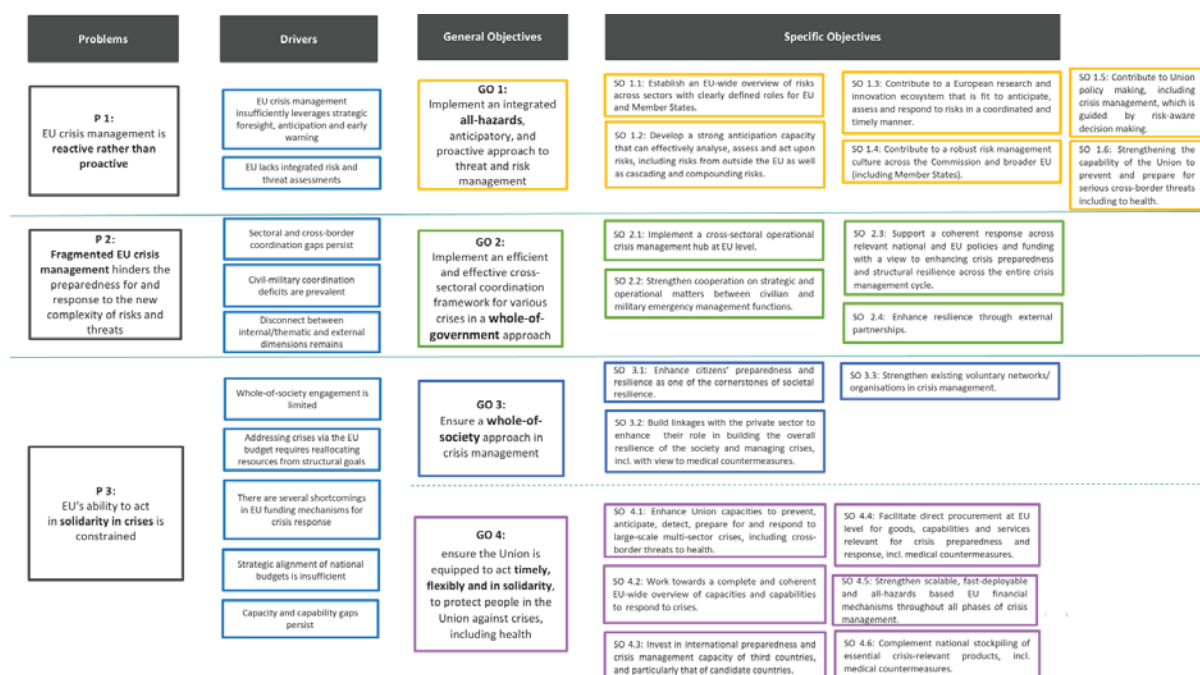 Problems
Drivers
General Objectives
Specific Objectives
P 1:
EU crisis management is
reactive rather than
proactive
EU crisis management
insufficiently leverages strategic
foresight, anticipation and early
warning
EU lacks integrated risk and
threat assessments
GO 1:
Implement an integrated
all-hazards,
anticipatory, and
proactive approach to
threat and risk
management
SO 1.1: Establish an EU-wide overview of risks
across sectors with clearly defined roles for EU
and Member States.
SO 1.2: Develop a strong anticipation capacity
that can effectively analyse, assess and act upon
risks, including risks from outside the EU as well
as cascading and compounding risks.
SO 1.3: Contribute to a European research and
innovation ecosystem that is fit to anticipate,
assess and respond to risks in a coordinated and
timely manner.
SO 1.4: Contribute to a robust risk management
culture across the Commission and broader EU
(including Member States).
SO 1.5: Contribute to Union
policy making, including
crisis management, which is
guided by risk-aware
decision making.
SO 1.6: Strengthening the
capability of the Union to
prevent and prepare for
serious cross-border threats
including to health.
P 2:
Fragmented EU crisis
management hinders the
preparedness for and
response to the new
complexity of risks and
threats
Sectoral and cross-border
coordination gaps persist
Civil-military coordination
deficits are prevalent
Disconnect between
internal/thematic and external
dimensions remains
GO 2:
Implement an efficient
and effective cross-
sectoral coordination
framework for various
crises in a whole-of-
government approach
SO 2.1: Implement a cross-sectoral operational
crisis management hub at EU level.
SO 2.2: Strengthen cooperation on strategic and
operational matters between civilian and
military emergency management functions.
SO 2.3: Support a coherent response across
relevant national and EU policies and funding
with a view to enhancing crisis preparedness
and structural resilience across the entire crisis
management cycle.
SO 2.4: Enhance resilience through external
partnerships.
P 3:
EU's ability to act
in solidarity in crises is
constrained
Whole-of-society engagement is
limited
Addressing crises via the EU
budget requires reallocating
resources from structural goals
There are several shortcomings
in EU funding mechanisms for
crisis response
Strategic alignment of national
budgets is insufficient
Capacity and capability gaps
persist
GO 3:
Ensure a whole-of-
society approach in
crisis management
SO 3.1: Enhance citizens' preparedness and
resilience as one of the cornerstones of societal
resilience.
SO 3.2: Build linkages with the private sector to
enhance their role in building the overall
resilience of the society and managing crises,
incl. with view to medical countermeasures.
SO 3.3: Strengthen existing voluntary networks/
organisations in crisis management.
GO 4:
ensure the Union is
equipped to act timely,
flexibly and in solidarity,
to protect people in the
Union against crises,
including health
SO 4.1: Enhance Union capacities to prevent,
anticipate, detect, prepare for and respond to
large-scale multi-sector crises, including cross-
border threats to health.
SO 4.2: Work towards a complete and coherent
EU-wide overview of capacities and capabilities
to respond to crises.
SO 4.3: Invest in international preparedness and
crisis management capacity of third countries,
and particularly that of candidate countries.
SO 4.4: Facilitate direct procurement at EU
level for goods, capabilities and services
relevant for crisis preparedness and
response, incl. medical countermeasures.
SO 4.5: Strengthen scalable, fast-deployable
and all-hazards based EU financial
mechanisms throughout all phases of crisis
management.
SO 4.6: Complement national stockpiling of
essential crisis-relevant products, incl.
medical countermeasures.